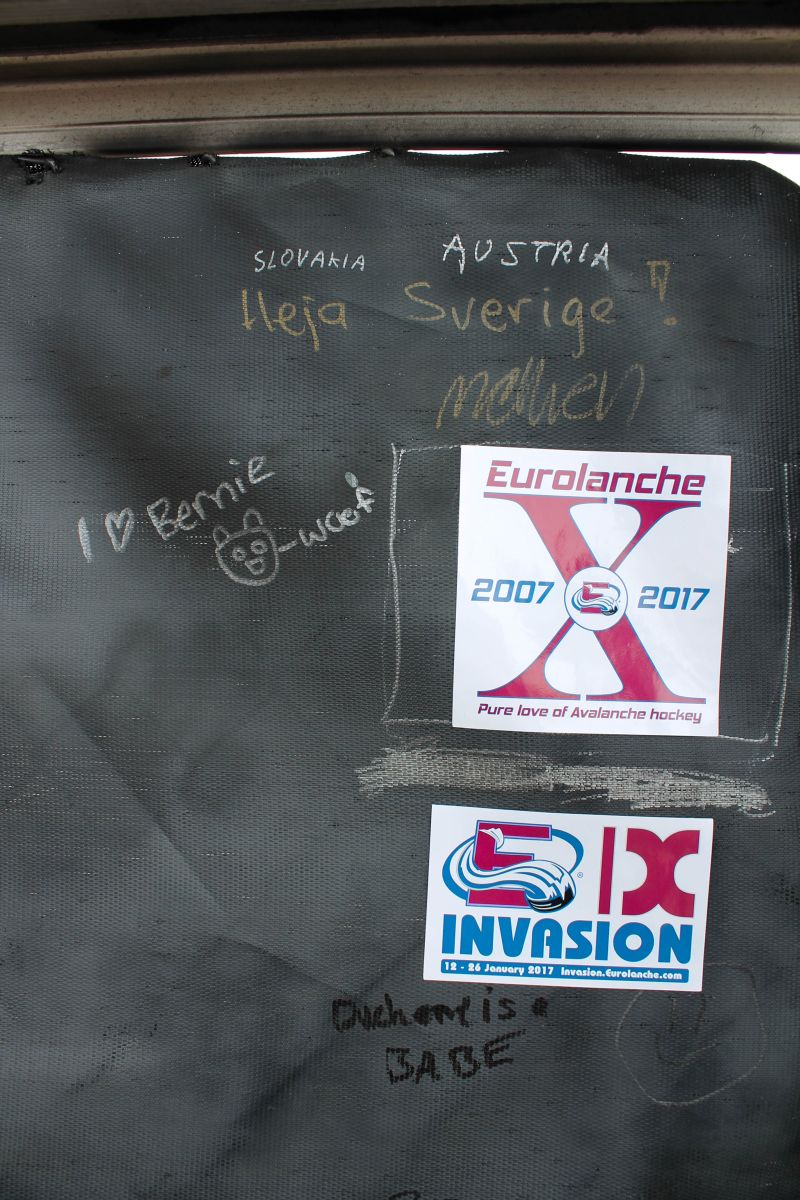 SLOVAKIA AUSTRIA
Heja Sverige!
I ♡ Bernie
woof
Eurolanche
X
2007 2017
Pure love of Avalanche hockey
E IX
INVASION
12 - 26 January 2017 Invasion.Eurolanche.com
Duchene is a
BABE